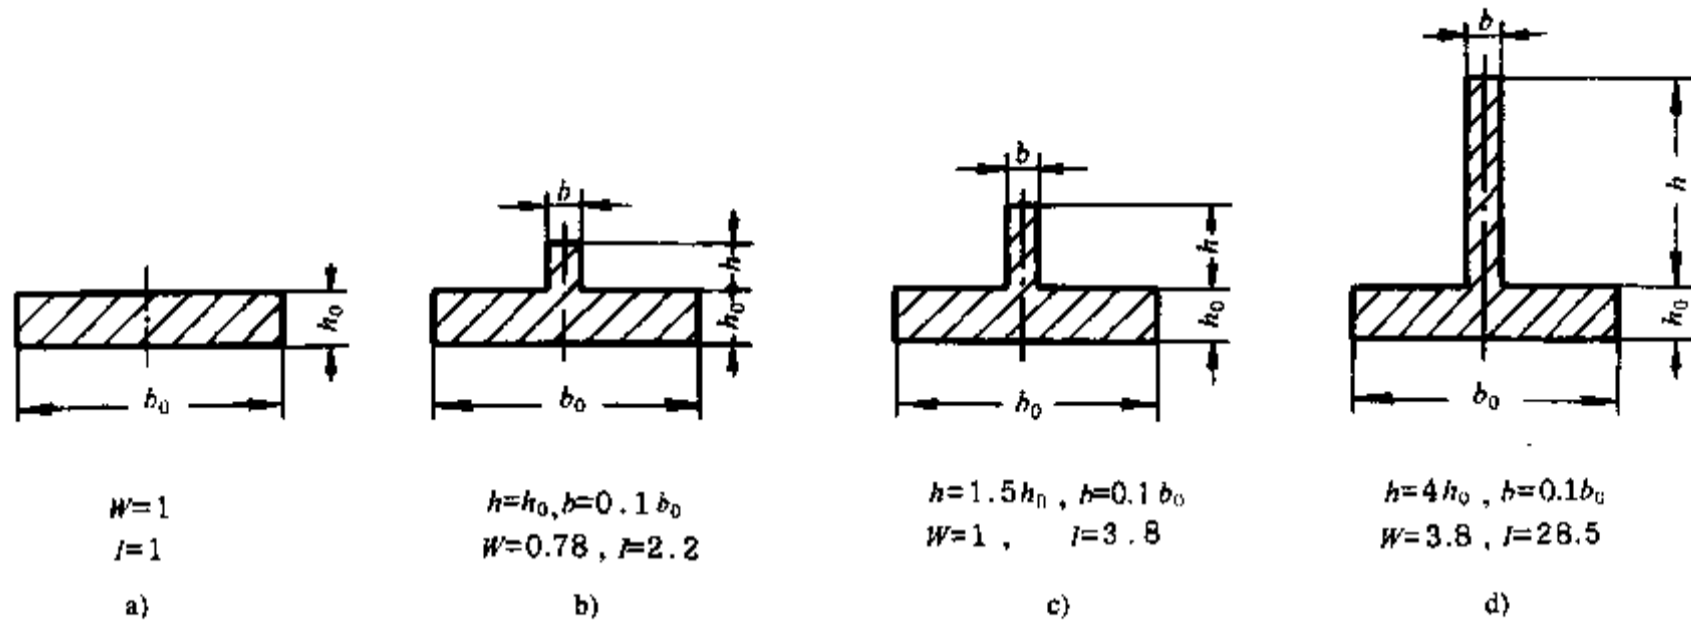 b
h
h₀
b₀
b
h
h₀
b₀
b
h
h₀
b₀
h₀
b₀
W=1
I=1
a)
h=h₀,b=0.1b₀
W=0.78,I=2.2
b)
h=1.5h₀,b=0.1b₀
W=1, I=3.8
c)
h=4h₀,b=0.1b₀
W=3.8,I=28.5
d)